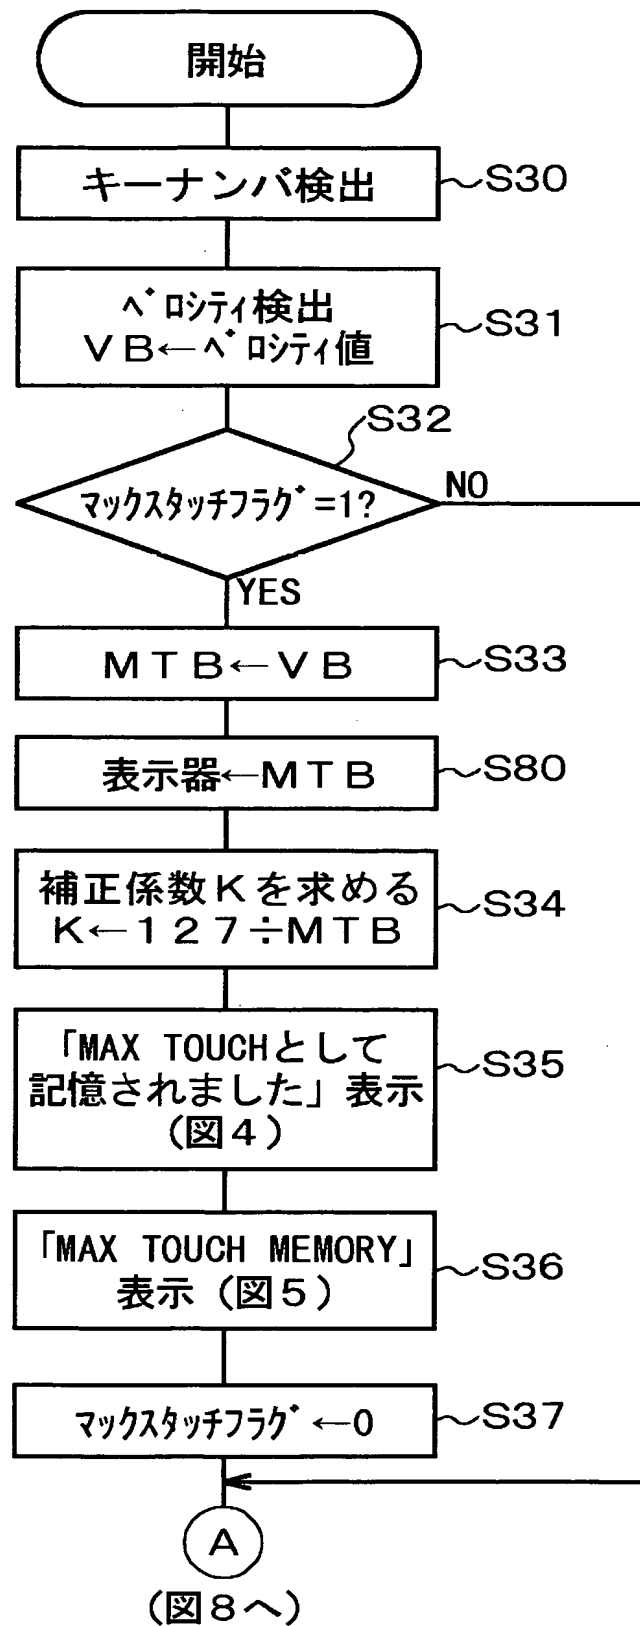 開始
キーナンバ検出
S30
ﾍﾞﾛｼﾃｨ検出
ＶＢ←ﾍﾞﾛｼﾃｨ値
S31
S32
ﾏｯｸｽﾀｯﾁﾌﾗｸﾞ=1?
NO
YES
ＭＴＢ←ＶＢ
S33
表示器←ＭＴＢ
S80
補正係数Ｋを求める
Ｋ←１２７÷ＭＴＢ
S34
「MAX TOUCHとして
記憶されました」表示
(図４)
S35
「MAX TOUCH MEMORY」
表示 (図５)
S36
ﾏｯｸｽﾀｯﾁﾌﾗｸﾞ←0
S37
A
(図８へ)